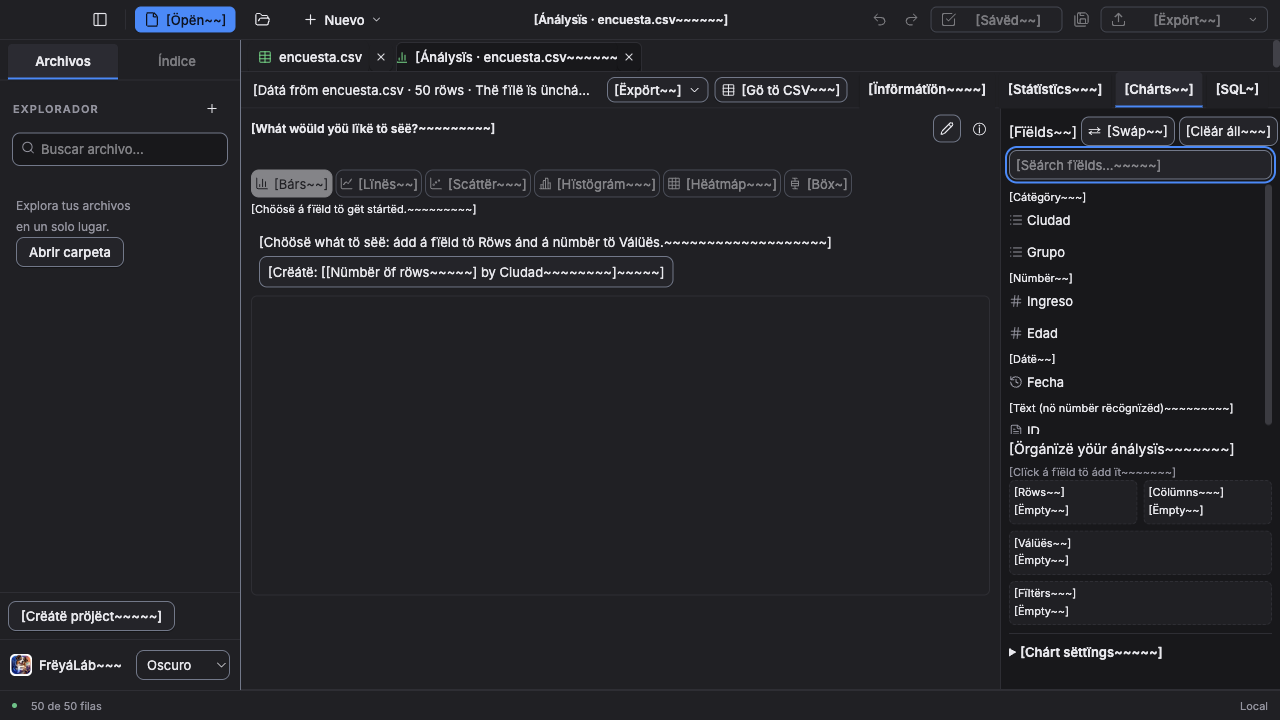 [Öpën~~]
Nuevo
[Ánálysïs · encuesta.csv~~~~~~]
[Sávëd~~]
[Ëxpört~~]
Archivos
Índice
encuesta.csv
[Ánálysïs · encuesta.csv~~~~~~
EXPLORADOR
Buscar archivo...
Explora tus archivos
en un solo lugar.
Abrir carpeta
[Dátá fröm encuesta.csv · 50 röws · Thë fïlë ïs ünchá...
[Ëxpört~~]
[Gö tö CSV~~~]
[Ïnförmátïön~~~~]
[Státïstïcs~~~]
[Chárts~~]
[SQL~]
[Whát wöüld yöü lïkë tö sëë?~~~~~~~~~]
[Bárs~~]
[Lïnës~~]
[Scáttër~~~]
[Hïstögrám~~~]
[Hëátmáp~~~]
[Böx~]
[Chöösë á fïëld tö gët stártëd.~~~~~~~~~]
[Chöösë whát tö sëë: ádd á fïëld tö Röws ánd á nümbër tö Válüës.~~~~~~~~~~~~~~~~~~~]
[Crëátë: [[Nümbër öf röws~~~~~] by Ciudad~~~~~~~~]~~~~~]
[Fïëlds~~]
[Swáp~~]
[Clëár áll~~~]
[Sëárch fïëlds...~~~~~]
[Cátëgöry~~~]
Ciudad
Grupo
[Nümbër~~]
Ingreso
Edad
[Dátë~~]
Fecha
[Tëxt (nö nümbër rëcögnïzëd)~~~~~~~~~]
ID
[Örgánïzë yöür ánálysïs~~~~~~~]
[Clïck á fïëld tö ádd ït~~~~~~~]
[Röws~~]
[Ëmpty~~]
[Cölümns~~~]
[Ëmpty~~]
[Válüës~~]
[Ëmpty~~]
[Fïltërs~~~]
[Ëmpty~~]
[Chárt sëttïngs~~~~~]
[Crëátë pröjëct~~~~~]
FrëyáLáb~~~
Oscuro
50 de 50 filas
Local